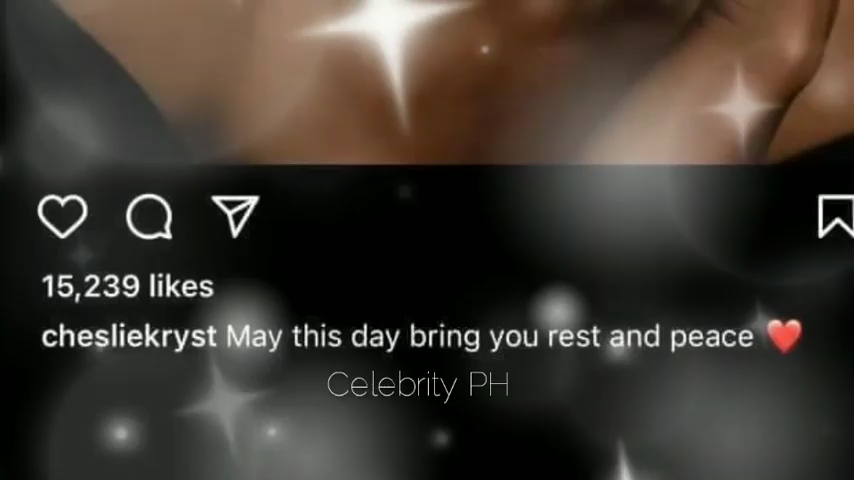 15,239 likes
chesliekryst May this day bring you rest and peace ❤️
Celebrity PH